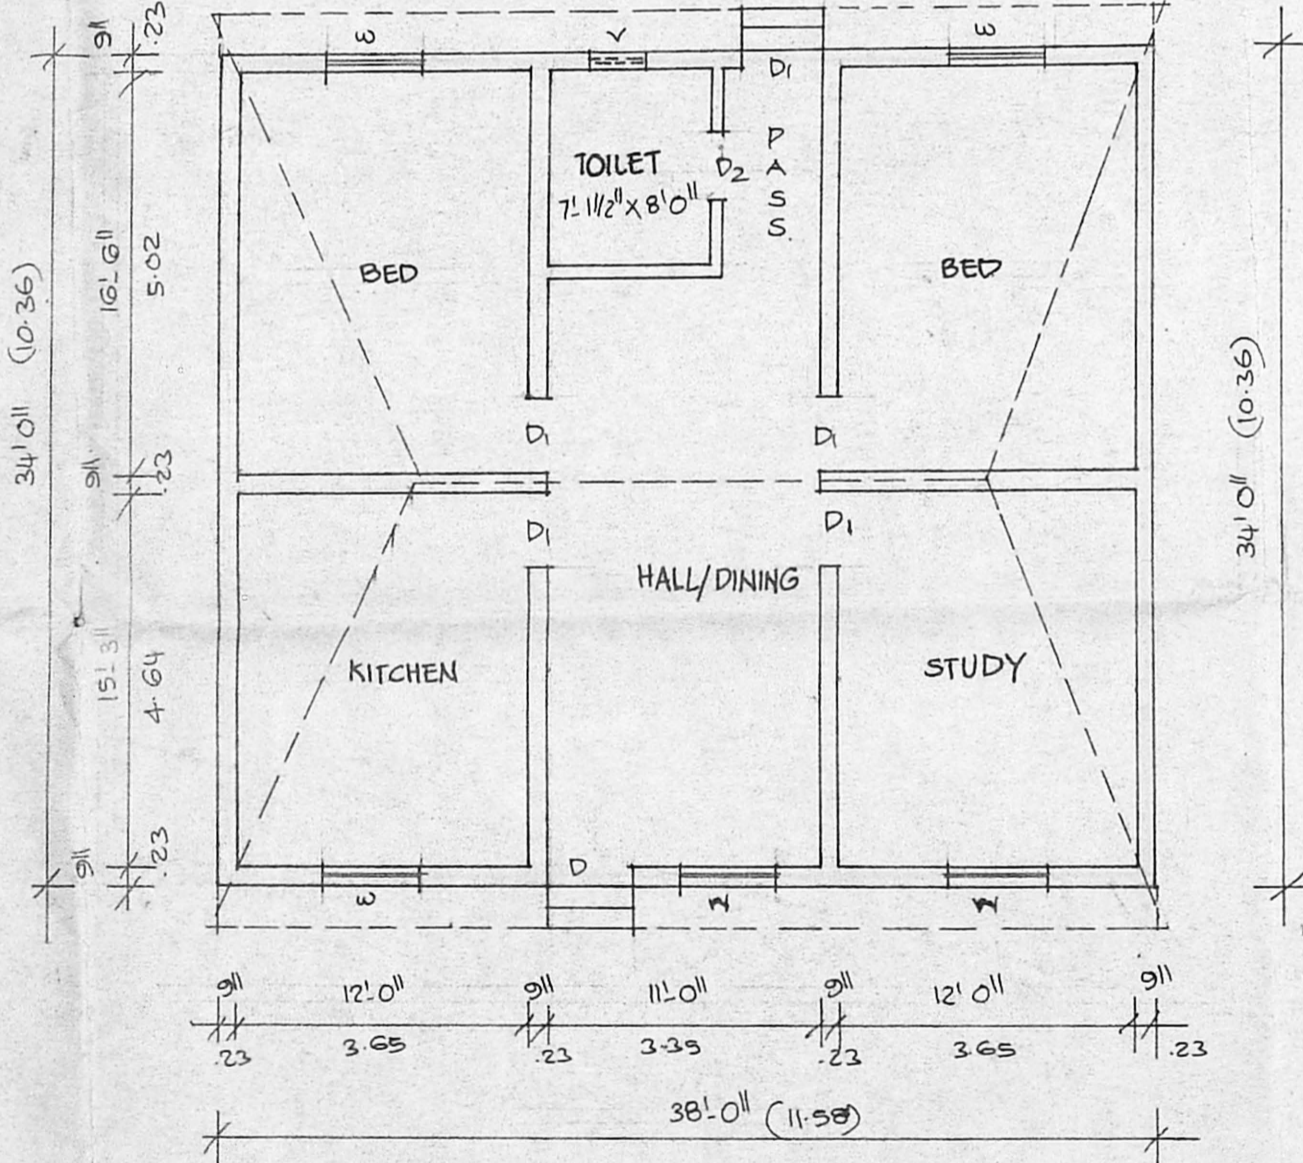 W
V
W
D1
TOILET
7'-1½" X 8'0"
D2
PASS.
BED
BED
D1
D1
D1
D1
HALL/DINING
KITCHEN
STUDY
D
W
W
W
9"
.23
16'-6"
5.02
9"
.23
15'-3"
4.64
9"
.23
34'0" (10.36)
34'0" (10.36)
9" 12'-0" 9" 11'-0" 9" 12'0" 9"
.23 3.65 .23 3.35 .23 3.65 .23
38'-0" (11.58)